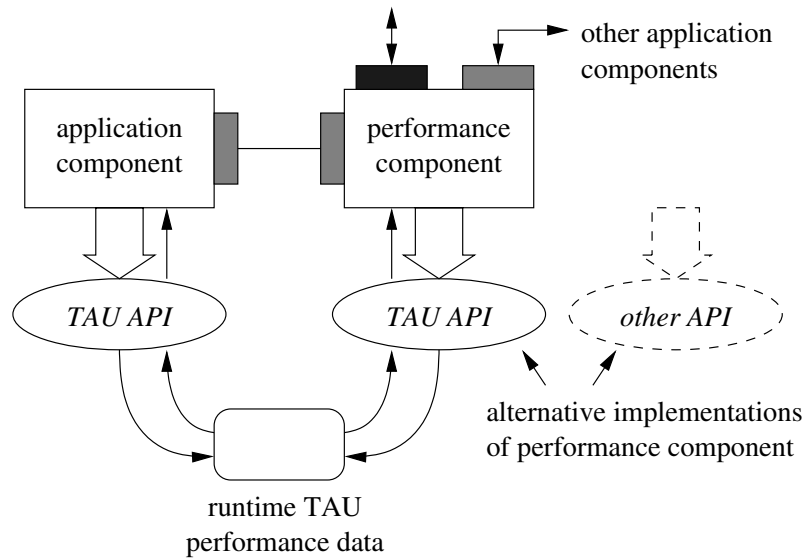 other application
components
application
component
performance
component
TAU API
TAU API
other API
alternative implementations
of performance component
runtime TAU
performance data